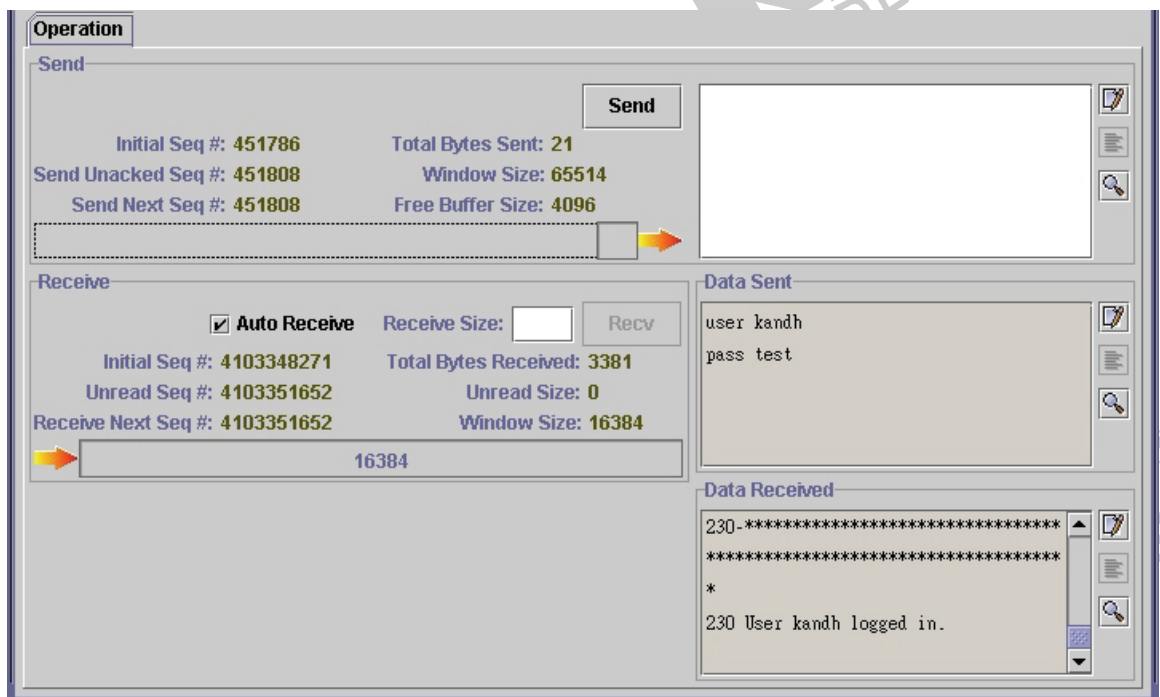 Operation
Send
Send
Initial Seq #: 451786 Total Bytes Sent: 21
Send Unacked Seq #: 451808 Window Size: 65514
Send Next Seq #: 451808 Free Buffer Size: 4096
Receive
Auto Receive Receive Size: Recv
Initial Seq #: 4103348271 Total Bytes Received: 3381
Unread Seq #: 4103351652 Unread Size: 0
Receive Next Seq #: 4103351652 Window Size: 16384
16384
Data Sent
user kandh
pass test
Data Received
230-*********************************
*************************************
*
230 User kandh logged in.